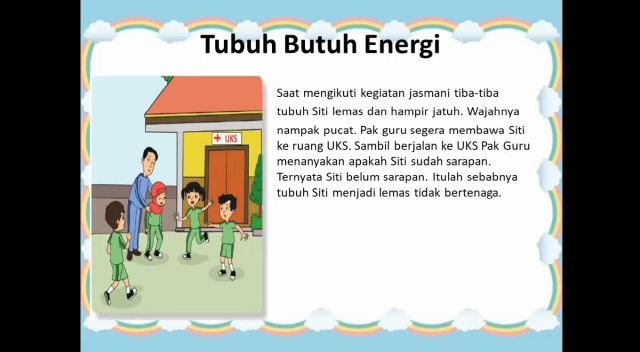 Tubuh Butuh Energi
Saat mengikuti kegiatan jasmani tiba-tiba
tubuh Siti lemas dan hampir jatuh. Wajahnya
nampak pucat. Pak guru segera membawa Siti
ke ruang UKS. Sambil berjalan ke UKS Pak Guru
menanyakan apakah Siti sudah sarapan.
Ternyata Siti belum sarapan. Itulah sebabnya
tubuh Siti menjadi lemas tidak bertenaga.
UKS